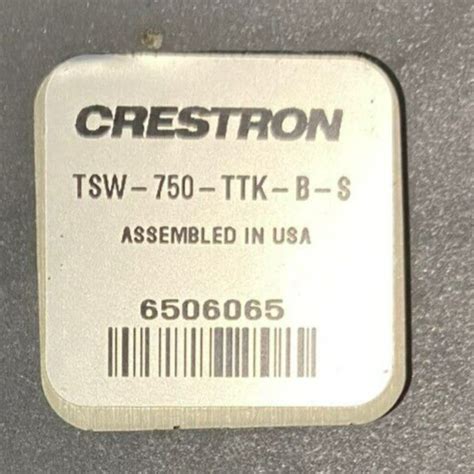 CRESTRON
TSW-750-TTK-B-S
ASSEMBLED IN USA
6506065